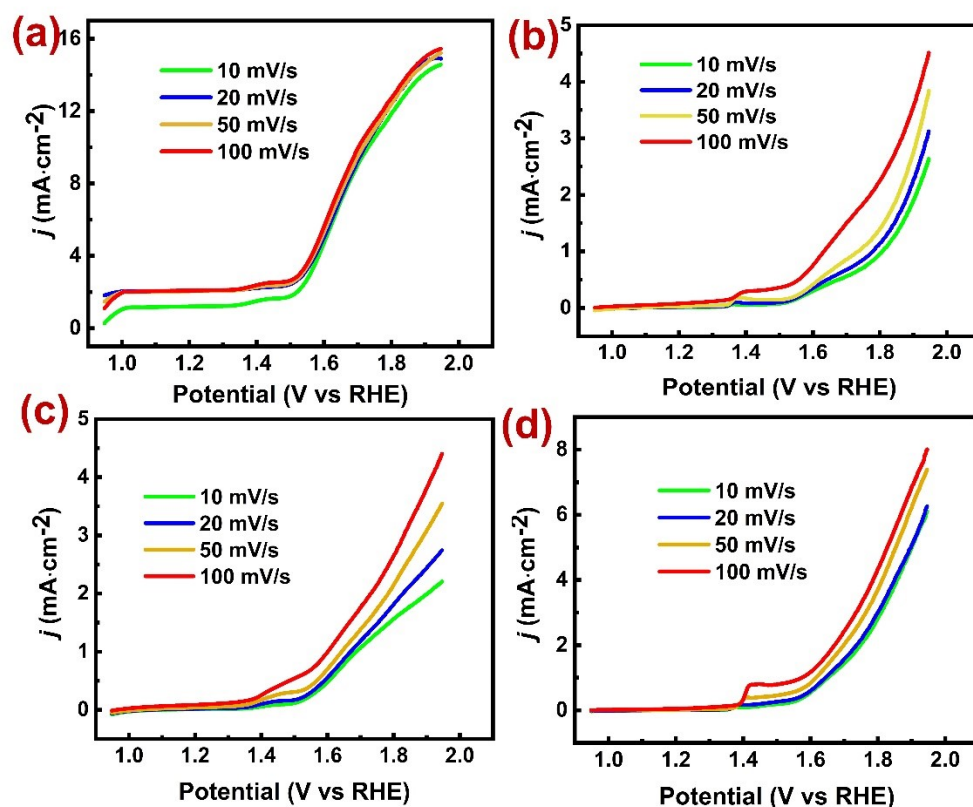 (a)
16
12
8
4
0
j (mA·cm⁻²)
10 mV/s
20 mV/s
50 mV/s
100 mV/s
1.0 1.2 1.4 1.6 1.8 2.0
Potential (V vs RHE)
(b)
5
4
3
2
1
0
j (mA·cm⁻²)
10 mV/s
20 mV/s
50 mV/s
100 mV/s
1.0 1.2 1.4 1.6 1.8 2.0
Potential (V vs RHE)
(c)
5
4
3
2
1
0
j (mA·cm⁻²)
10 mV/s
20 mV/s
50 mV/s
100 mV/s
1.0 1.2 1.4 1.6 1.8 2.0
Potential (V vs RHE)
(d)
8
6
4
2
0
j (mA·cm⁻²)
10 mV/s
20 mV/s
50 mV/s
100 mV/s
1.0 1.2 1.4 1.6 1.8 2.0
Potential (V vs RHE)